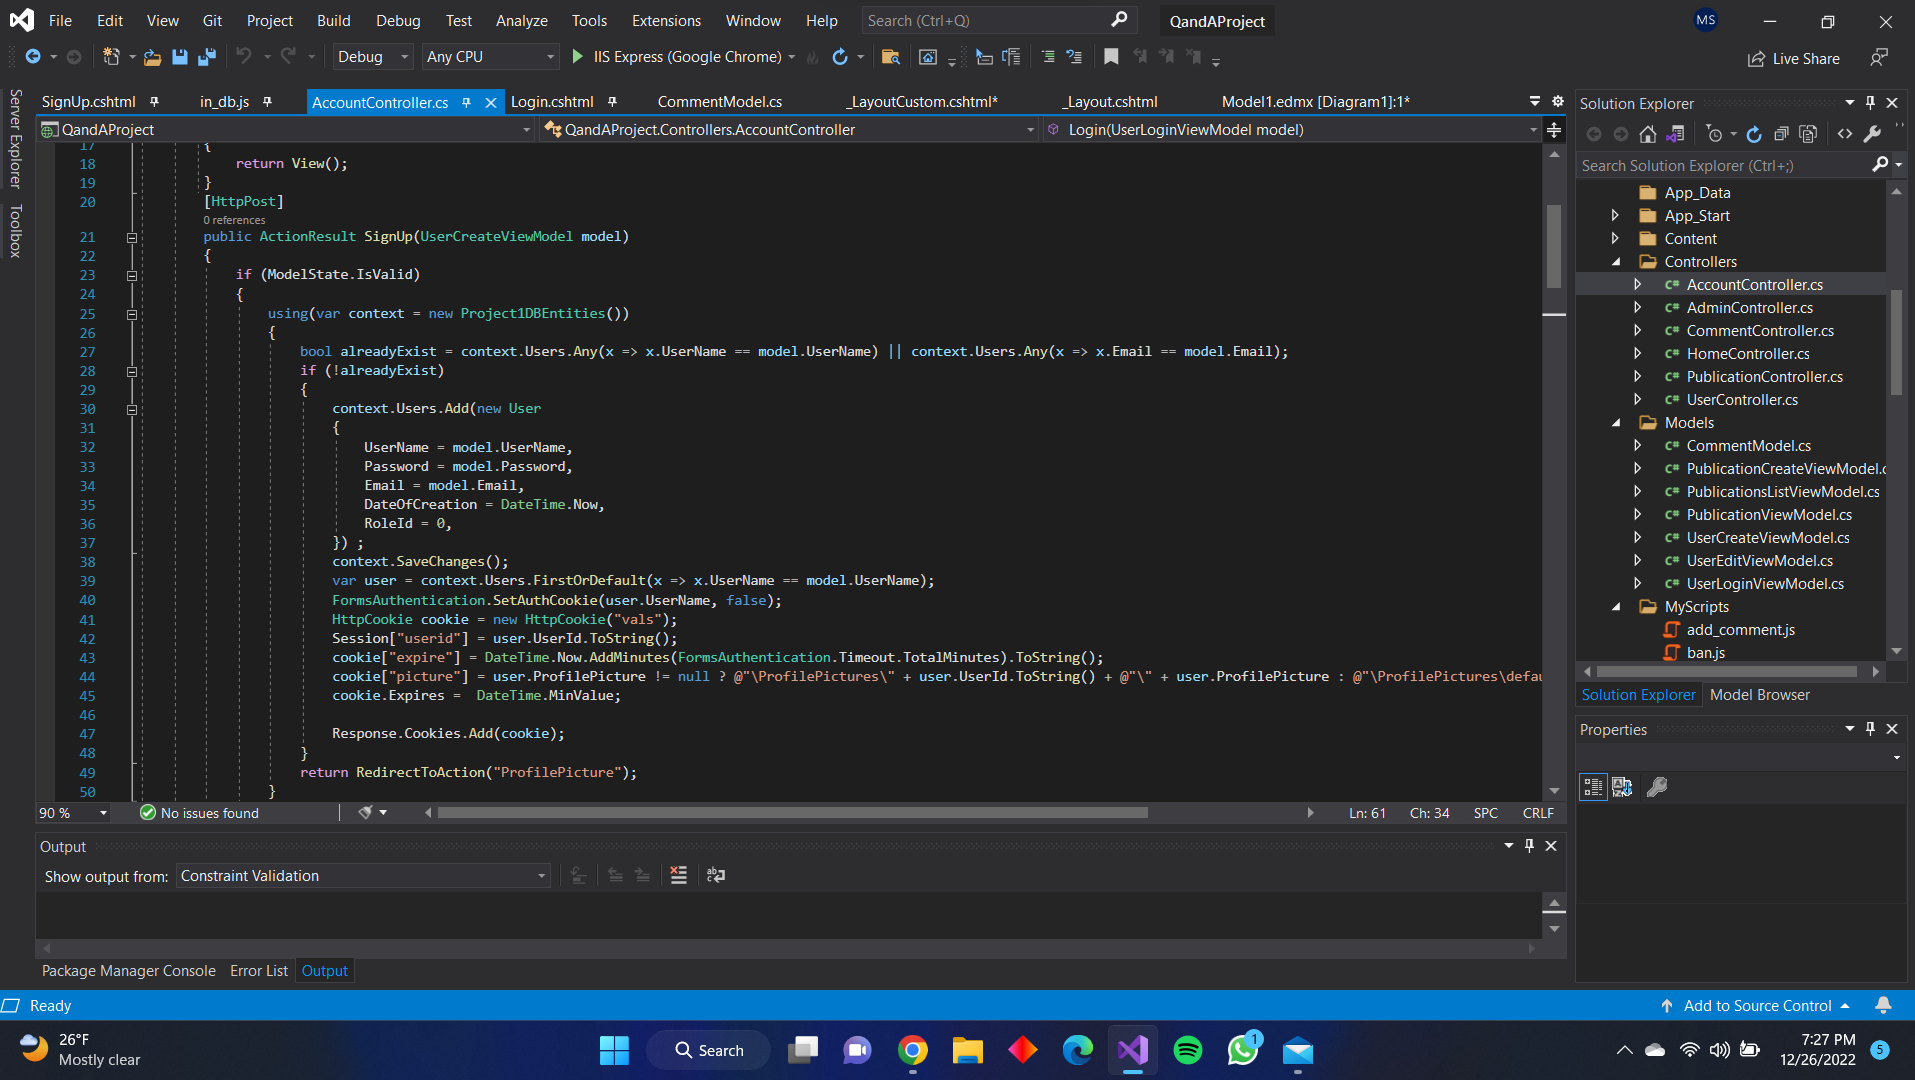 File Edit View Git Project Build Debug Test Analyze Tools Extensions Window Help Search (Ctrl+Q) QandAProject MS
Debug Any CPU IIS Express (Google Chrome) Live Share
Server Explorer
Toolbox
SignUp.cshtml in_db.js AccountController.cs Login.cshtml CommentModel.cs _LayoutCustom.cshtml* _Layout.cshtml Model1.edmx [Diagram1]:1*
QandAProject QandAProject.Controllers.AccountController Login(UserLoginViewModel model)
17 {
18 return View();
19 }
20 [HttpPost]
0 references
21 public ActionResult SignUp(UserCreateViewModel model)
22 {
23 if (ModelState.IsValid)
24 {
25 using(var context = new Project1DBEntities())
26 {
27 bool alreadyExist = context.Users.Any(x => x.UserName == model.UserName) || context.Users.Any(x => x.Email == model.Email);
28 if (!alreadyExist)
29 {
30 context.Users.Add(new User
31 {
32 UserName = model.UserName,
33 Password = model.Password,
34 Email = model.Email,
35 DateOfCreation = DateTime.Now,
36 RoleId = 0,
37 }) ;
38 context.SaveChanges();
39 var user = context.Users.FirstOrDefault(x => x.UserName == model.UserName);
40 FormsAuthentication.SetAuthCookie(user.UserName, false);
41 HttpCookie cookie = new HttpCookie("vals");
42 Session["userid"] = user.UserId.ToString();
43 cookie["expire"] = DateTime.Now.AddMinutes(FormsAuthentication.Timeout.TotalMinutes).ToString();
44 cookie["picture"] = user.ProfilePicture != null ? @"\ProfilePictures\" + user.UserId.ToString() + @"\" + user.ProfilePicture : @"\ProfilePictures\defau
45 cookie.Expires =  DateTime.MinValue;
46
47 Response.Cookies.Add(cookie);
48 }
49 return RedirectToAction("ProfilePicture");
50 }
90 % No issues found Ln: 61 Ch: 34 SPC CRLF
Output
Show output from: Constraint Validation
Package Manager Console Error List Output
Solution Explorer
Search Solution Explorer (Ctrl+;)
App_Data
App_Start
Content
Controllers
C# AccountController.cs
C# AdminController.cs
C# CommentController.cs
C# HomeController.cs
C# PublicationController.cs
C# UserController.cs
Models
C# CommentModel.cs
C# PublicationCreateViewModel.c
C# PublicationsListViewModel.cs
C# PublicationViewModel.cs
C# UserCreateViewModel.cs
C# UserEditViewModel.cs
C# UserLoginViewModel.cs
MyScripts
add_comment.js
ban.js
Solution Explorer Model Browser
Properties
Ready Add to Source Control
26°F
Mostly clear
Search
1
7:27 PM
12/26/2022
5